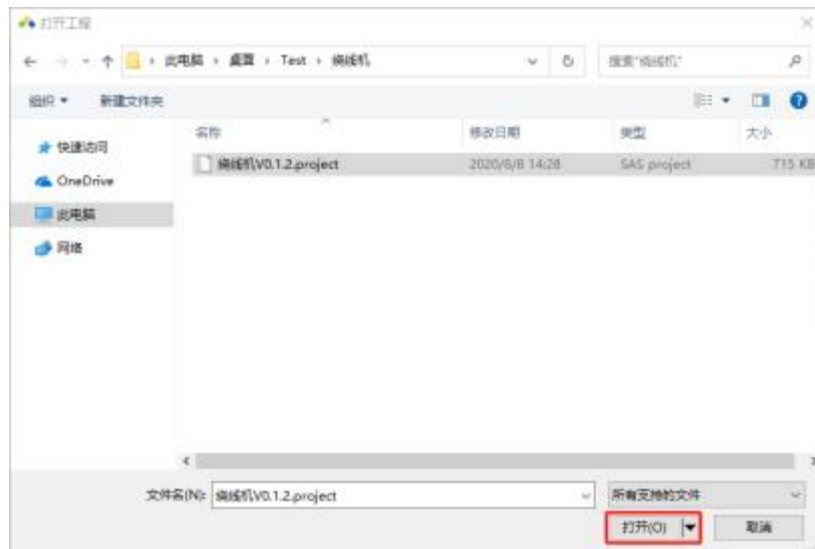 打开工程
此电脑 › 桌面 › Test › 绕线机
搜索"绕线机"
组织
新建文件夹
名称 修改日期 类型 大小
快速访问
绕线机V0.1.2.project 2020/6/8 14:28 SAS project 715 KB
OneDrive
此电脑
网络
文件名(N): 绕线机V0.1.2.project 所有支持的文件
打开(O) 取消